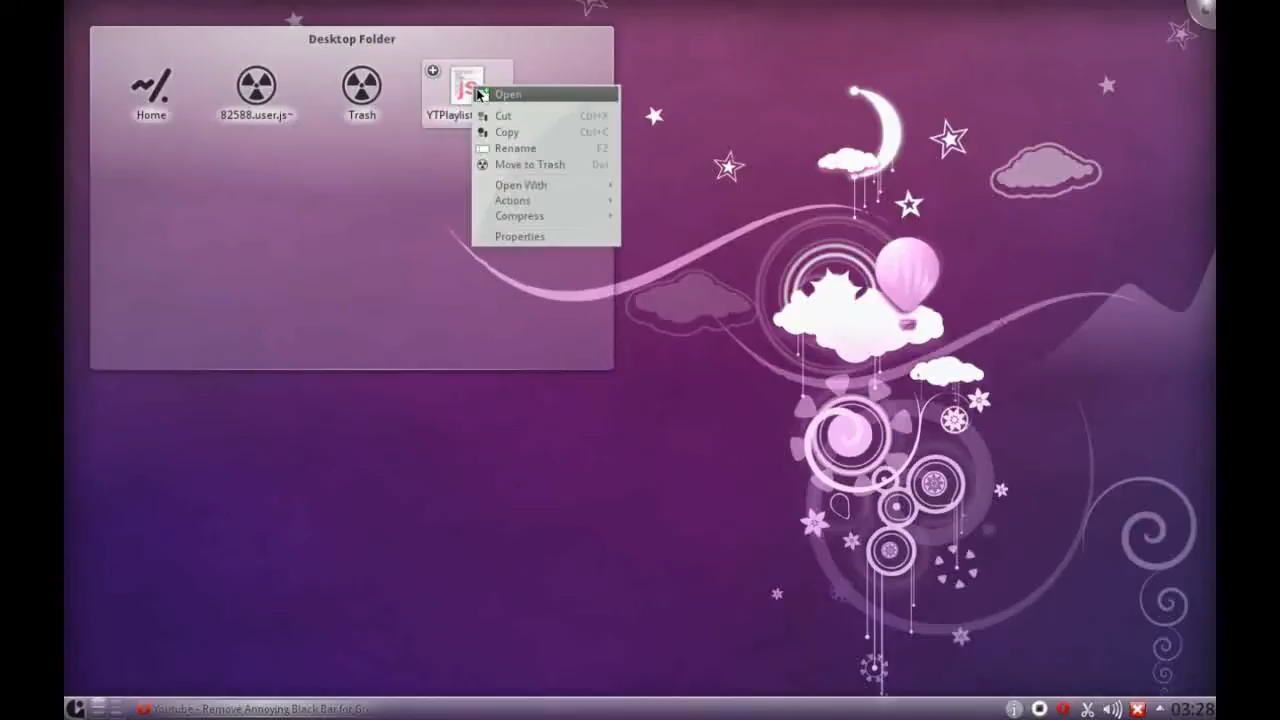 Desktop Folder
Home
82588.user.js~
Trash
YTPlaylist
js
Open
Cut Ctrl+X
Copy Ctrl+C
Rename F2
Move to Trash Del
Open With
Actions
Compress
Properties
Youtube - Remove Annoying Black Bar for
03:28